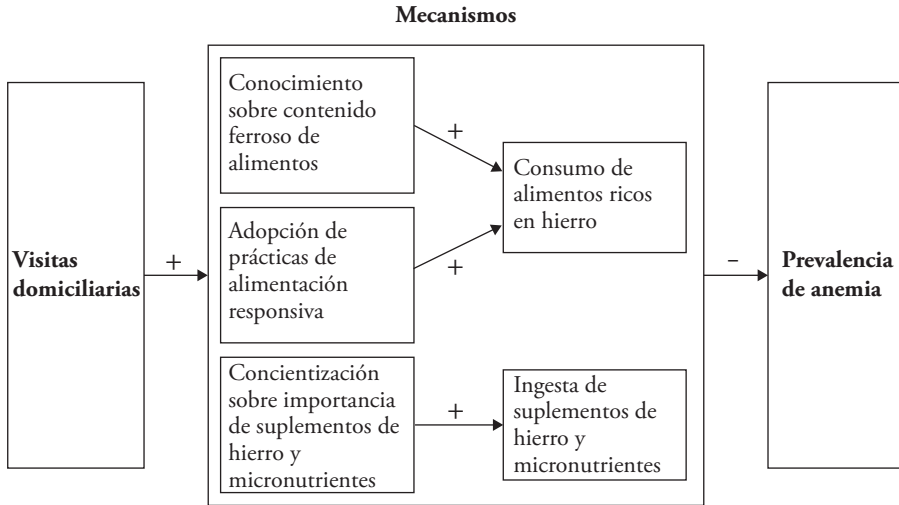 Mecanismos
Conocimiento
sobre contenido
ferroso de
alimentos
+
Consumo de
alimentos ricos
en hierro
Adopción de
prácticas de
alimentación
responsiva
+
Visitas
domiciliarias
+
–
Prevalencia
de anemia
Concientización
sobre importancia
de suplementos de
hierro y
micronutrientes
+
Ingesta de
suplementos de
hierro y
micronutrientes